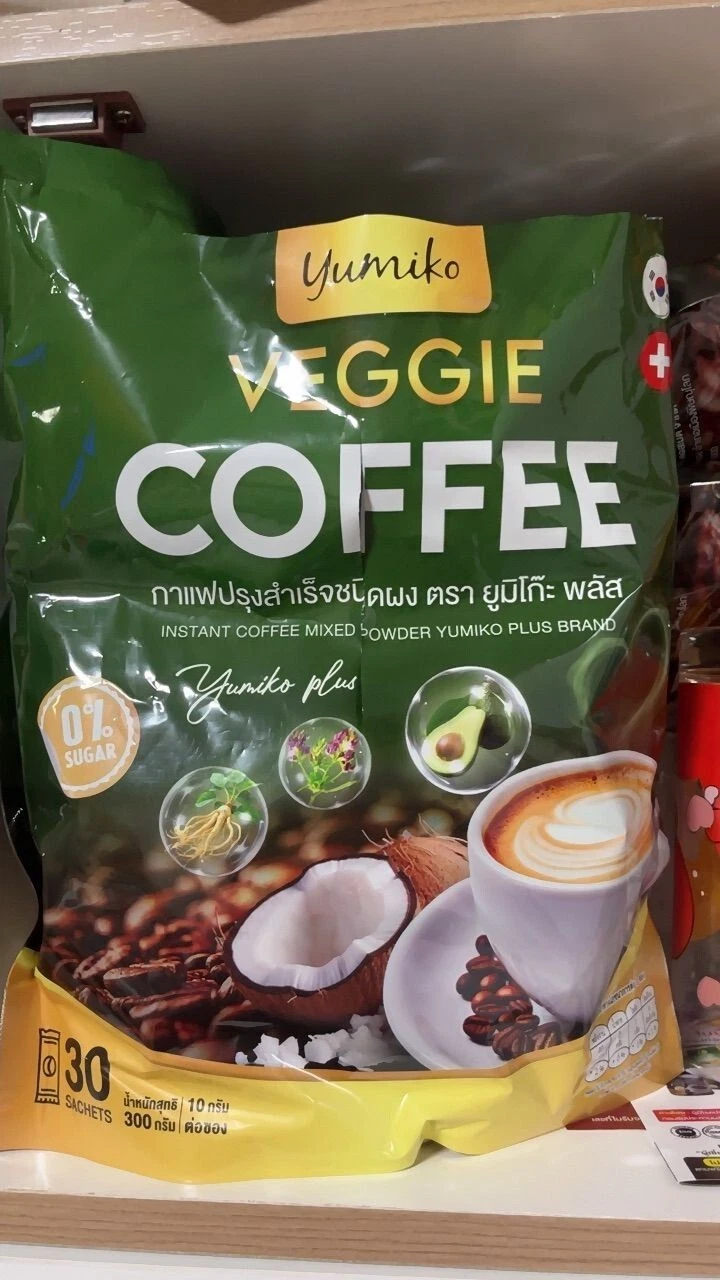 Yumiko
VEGGIE
COFFEE
กาแฟปรุงสำเร็จชนิดผง ตรา ยูมิโก๊ะ พลัส
INSTANT COFFEE MIXED POWDER YUMIKO PLUS BRAND
Yumiko plus
0%
SUGAR
30
SACHETS
น้ำหนักสุทธิ 10 กรัม
300 กรัม ต่อซอง